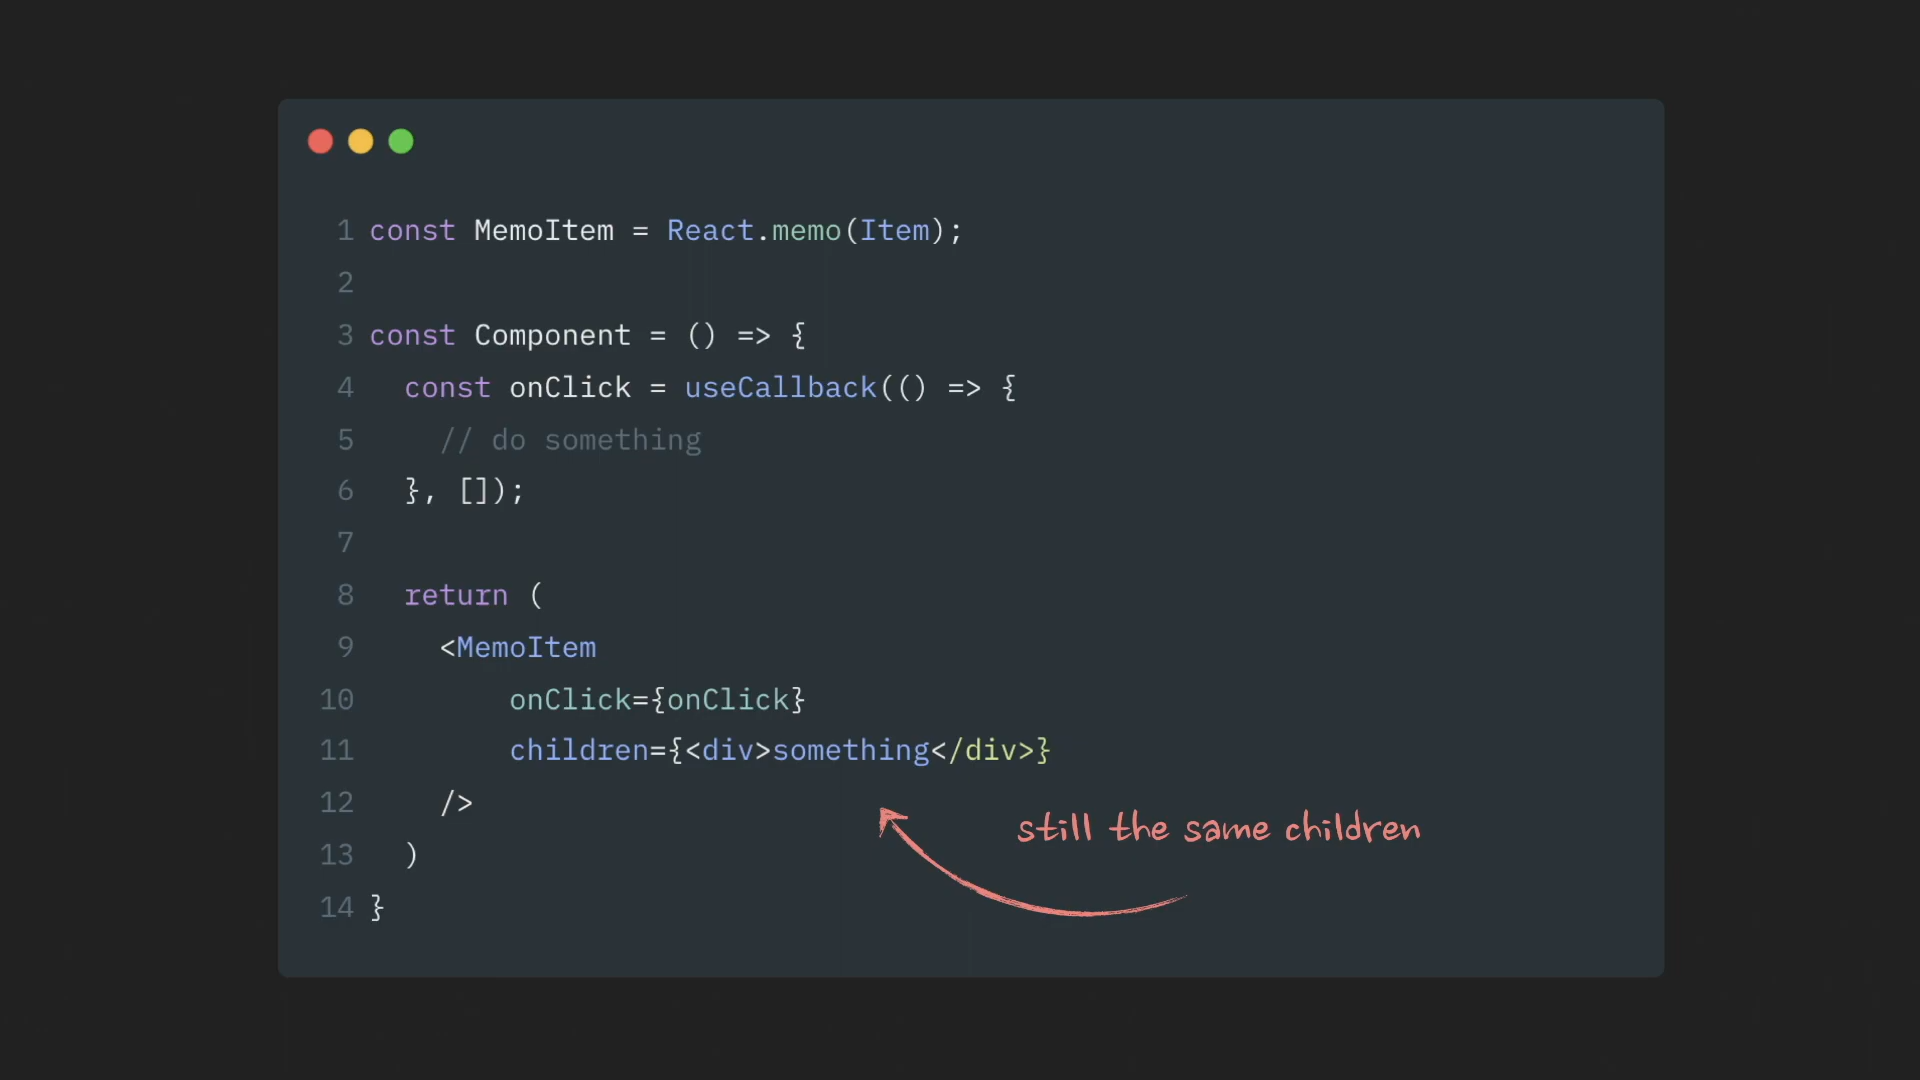 1 const MemoItem = React.memo(Item);
2
3 const Component = () => {
4 const onClick = useCallback(() => {
5 // do something
6 }, []);
7
8 return (
9 <MemoItem
10 onClick={onClick}
11 children={<div>something</div>}
12 />
still the same children
13 )
14 }